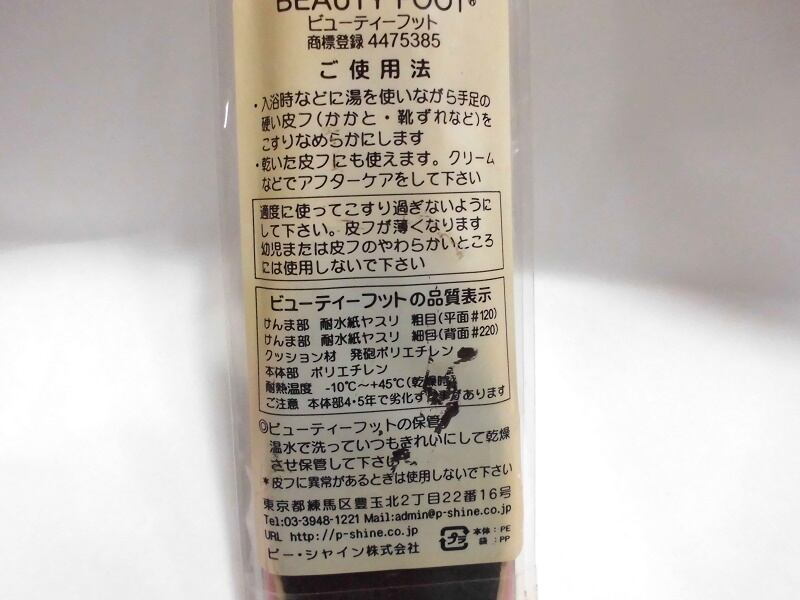 BEAUTY FOOT®
ビューティーフット
商標登録 4475385
ご使用法
・入浴時などに湯を使いながら手足の
硬い皮フ(かかと・靴ずれなど)を
こすりなめらかにします
・乾いた皮フにも使えます。クリーム
などでアフターケアをして下さい
適度に使ってこすり過ぎないように
して下さい。皮フが薄くなります
幼児または皮フのやわらかいところ
には使用しないで下さい
ビューティーフットの品質表示
けんま部 耐水紙ヤスリ 粗目(平面#120)
けんま部 耐水紙ヤスリ 細目(背面#220)
クッション材 発砲ポリエチレン
本体部 ポリエチレン
耐熱温度 -10℃～+45℃(乾燥時)
ご注意 本体部4・5年で劣化す あります
◎ビューティーフットの保管
温水で洗っていつもきれいにして乾燥
させ保管して下さい
*皮フに異常があるときは使用しないで下さい
東京都練馬区豊玉北2丁目22番16号
Tel:03-3948-1221 Mail:admin@p-shine.co.jp
URL http://p-shine.co.jp
ピー・シャイン株式会社
プラ 本体:PE
袋:PP